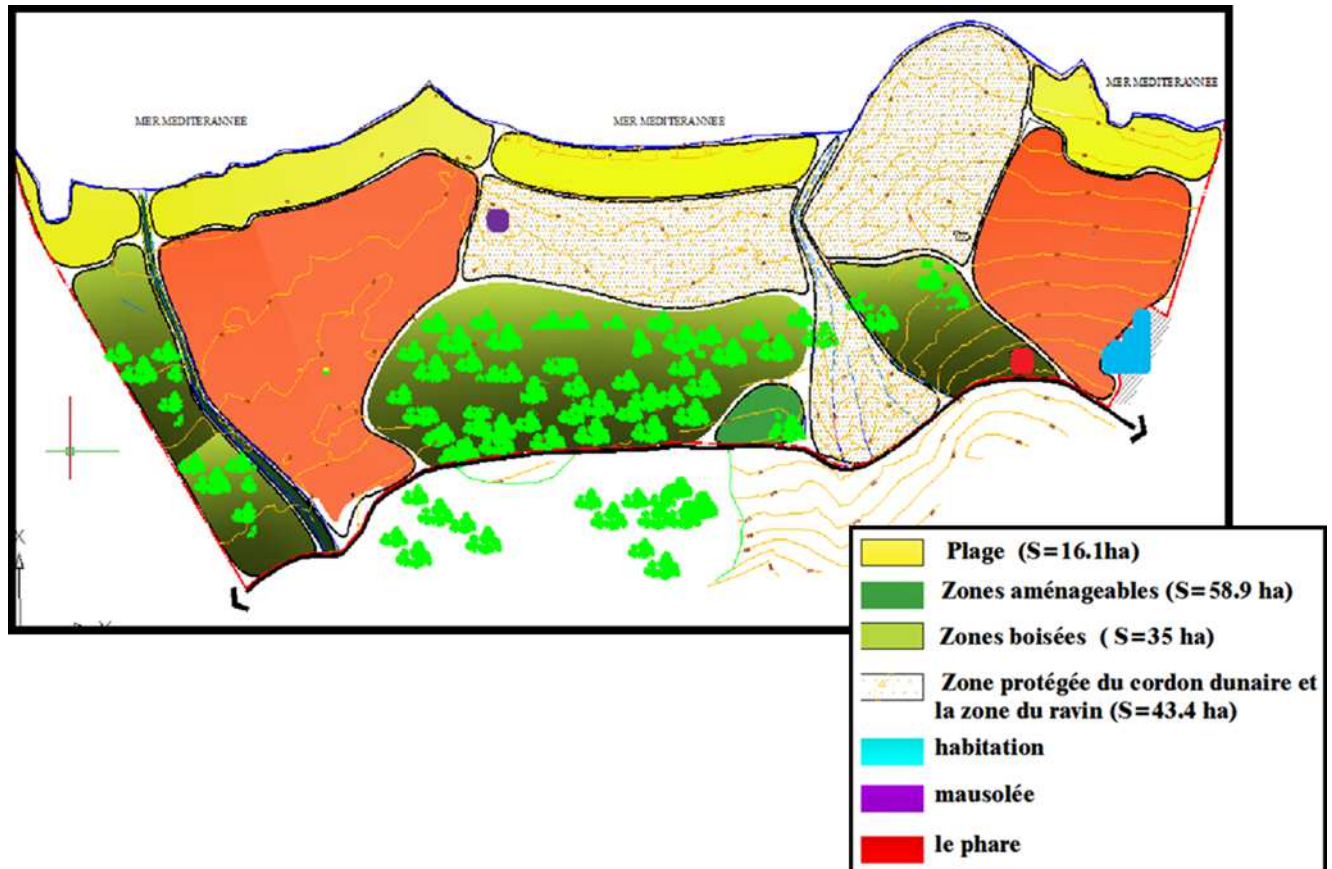 MER MEDITERANNEE
MER MEDITERANNEE
MER MEDITERANNEE
X
Plage (S=16.1ha)
Zones aménageables (S=58.9 ha)
Zones boisées ( S=35 ha)
Zone protégée du cordon dunaire et
la zone du ravin (S=43.4 ha)
habitation
mausolée
le phare